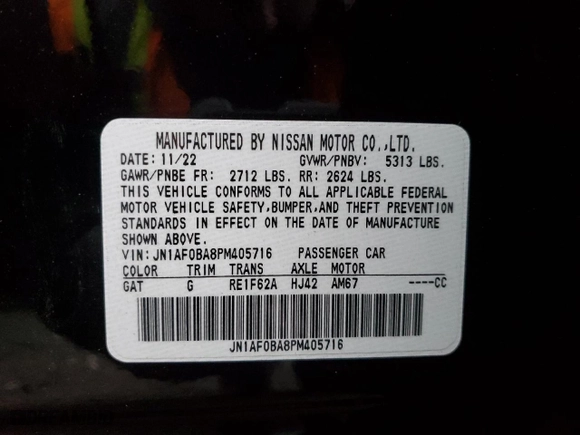 MANUFACTURED BY NISSAN MOTOR CO.,LTD.
DATE: 11/22 GVWR/PNBV: 5313 LBS.
GAWR/PNBE FR: 2712 LBS. RR: 2624 LBS.
THIS VEHICLE CONFORMS TO ALL APPLICABLE FEDERAL
MOTOR VEHICLE SAFETY,BUMPER,AND THEFT PREVENTION
STANDARDS IN EFFECT ON THE DATE OF MANUFACTURE
SHOWN ABOVE.
VIN: JN1AF0BA8PM405716 PASSENGER CAR
COLOR TRIM TRANS AXLE MOTOR
GAT G RE1F62A HJ42 AM67 ----CC
JN1AF0BA8PM405716